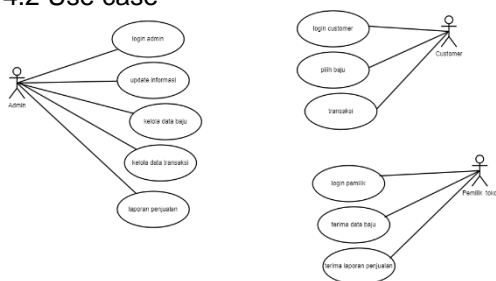 4.2 Use case
login admin
update informasi
kelola data baju
kelola data transaksi
laporan penjualan
Admin
login customer
pilih baju
transaksi
Customer
login pemilik
terima data baju
terima laporan penjualan
Pemilik toko